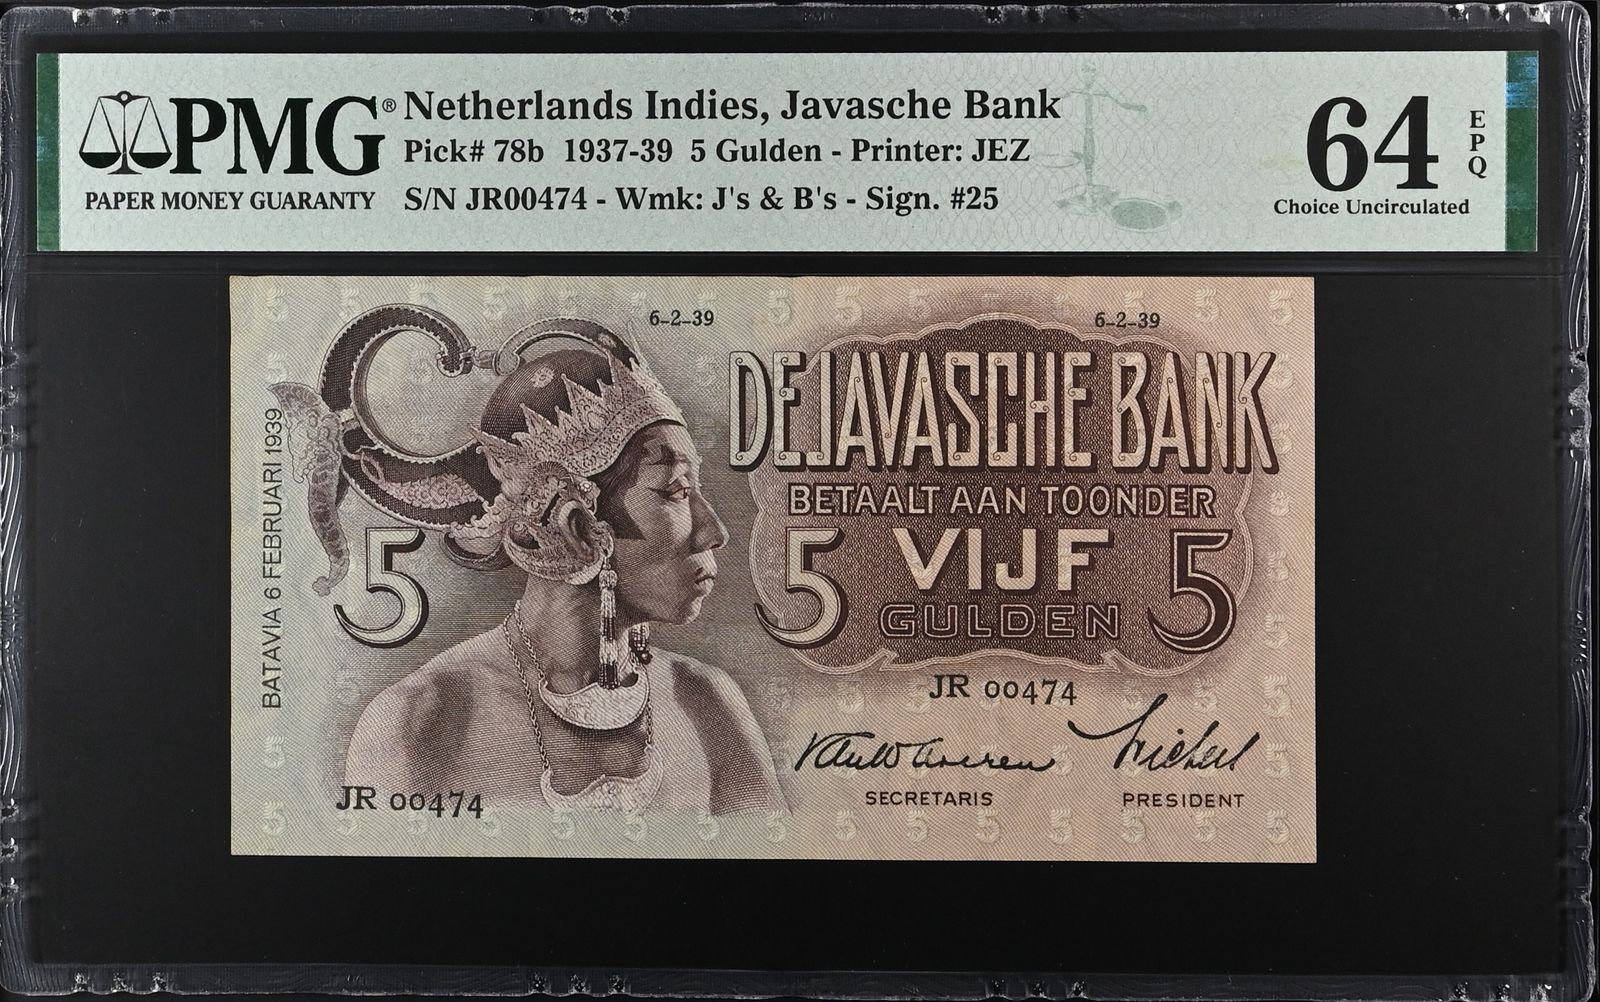 PMG®
PAPER MONEY GUARANTY
Netherlands Indies, Javasche Bank
Pick# 78b 1937-39 5 Gulden - Printer: JEZ
S/N JR00474 - Wmk: J's & B's - Sign. #25
64 EPQ
Choice Uncirculated
6-2-39
6-2-39
BATAVIA 6 FEBRUARI 1939
DE JAVASCHE BANK
BETAALT AAN TOONDER
5 5 VIJF 5
GULDEN
JR 00474
JR 00474
SECRETARIS
PRESIDENT